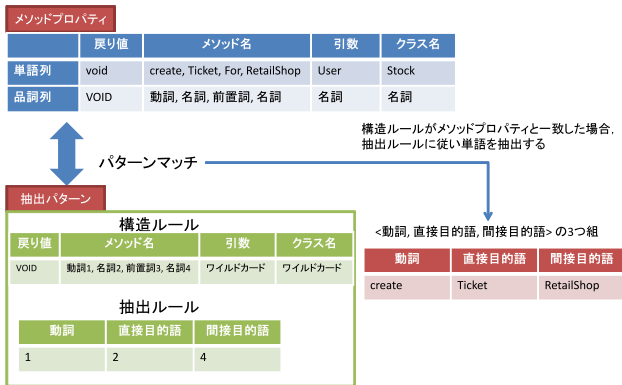 メソッドプロパティ
戻り値 メソッド名 引数 クラス名
単語列 void create, Ticket, For, RetailShop User Stock
品詞列 VOID 動詞, 名詞, 前置詞, 名詞 名詞 名詞
構造ルールがメソッドプロパティと一致した場合,
抽出ルールに従い単語を抽出する
パターンマッチ
抽出パターン
構造ルール
戻り値 メソッド名 引数 クラス名
VOID 動詞1, 名詞2, 前置詞3, 名詞4 ワイルドカード ワイルドカード
抽出ルール
動詞 直接目的語 間接目的語
1 2 4
<動詞, 直接目的語, 間接目的語> の3つ組
動詞 直接目的語 間接目的語
create Ticket RetailShop